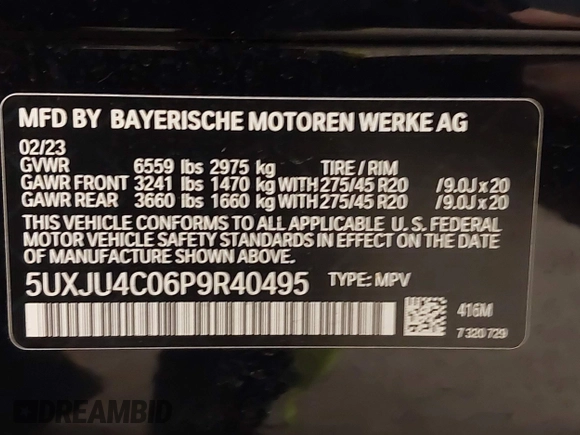 MFD BY BAYERISCHE MOTOREN WERKE AG
02/23
GVWR 6559 lbs 2975 kg TIRE / RIM
GAWR FRONT 3241 lbs 1470 kg WITH 275/45 R20 /9.0J x 20
GAWR REAR 3660 lbs 1660 kg WITH 275/45 R20 /9.0J x 20
THIS VEHICLE CONFORMS TO ALL APPLICABLE U. S. FEDERAL
MOTOR VEHICLE SAFETY STANDARDS IN EFFECT ON THE
DATE OF MANUFACTURE SHOWN ABOVE.
5UXJU4C06P9R40495 TYPE: MPV
416M
7 320 729
DREAMBID